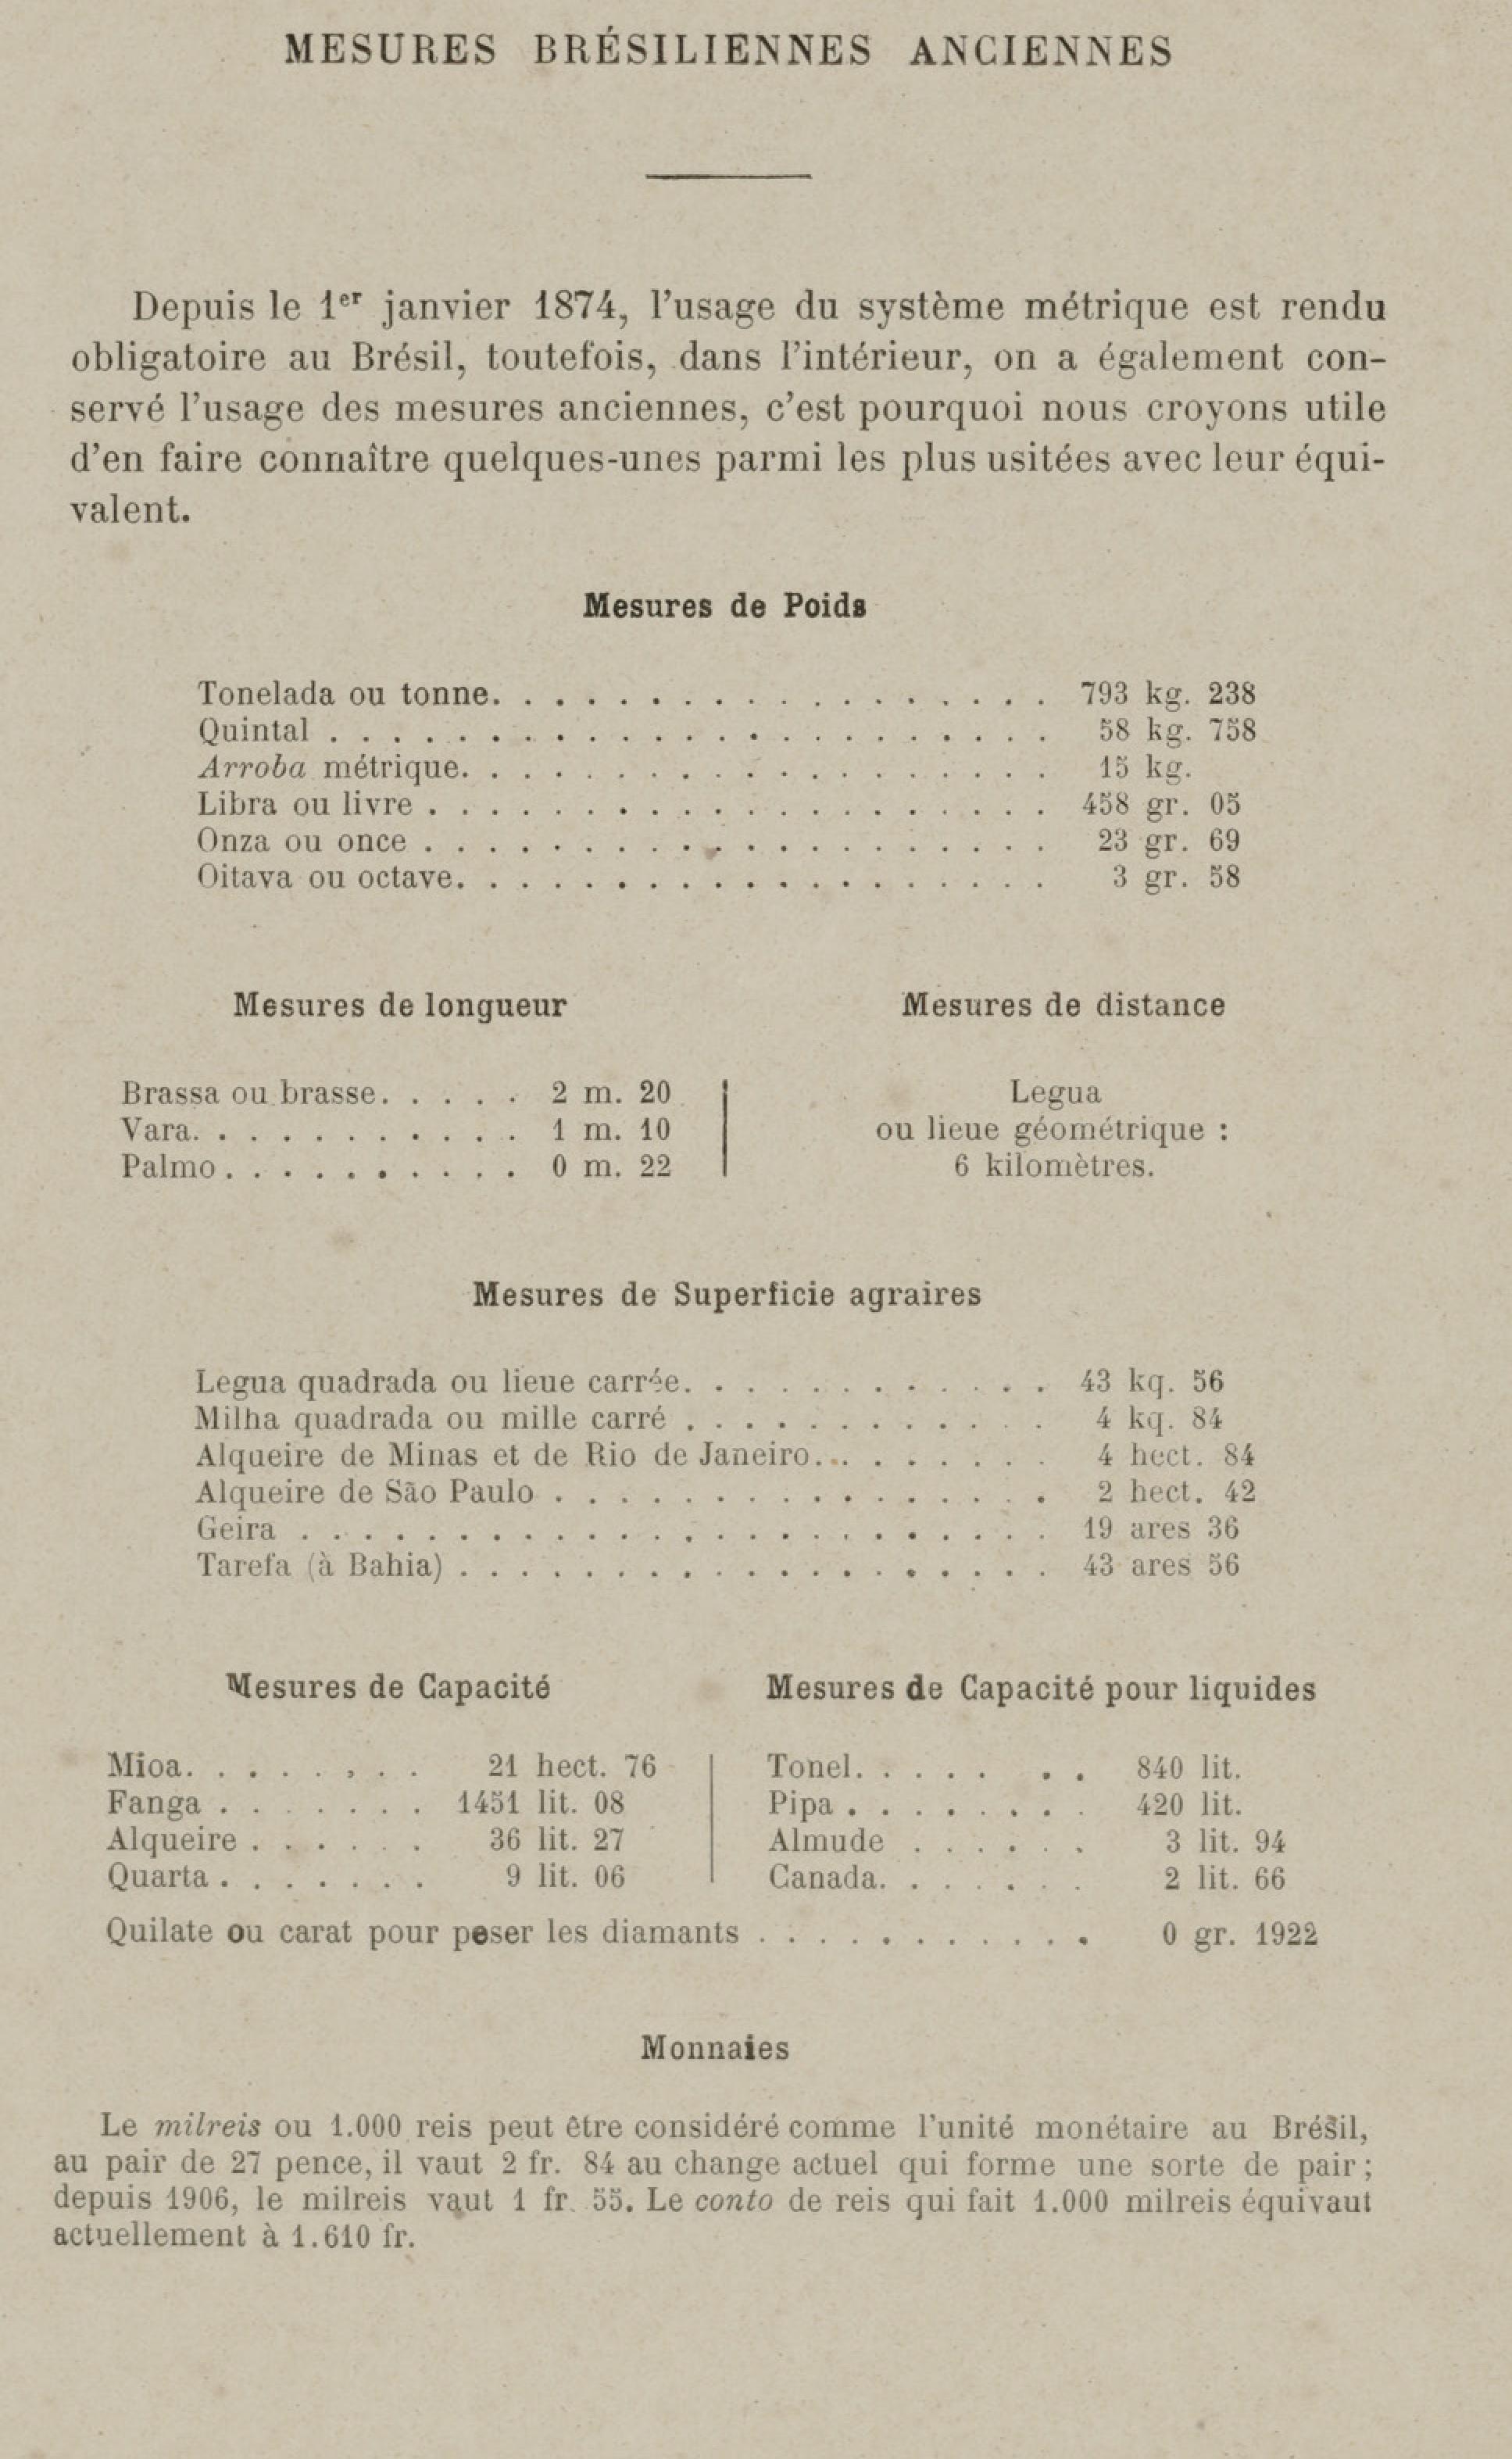 MESURES BRÉSILIENNES ANCIENNES
Depuis le 1er janvier 1874, l'usage du système métrique est rendu
obligatoire au Brésil, toutefois, dans l'intérieur, on a également con-
servé l'usage des mesures anciennes, c'est pourquoi nous croyons utile
d'en faire connaître quelques-unes parmi les plus usitées avec leur équi-
valent.
Mesures de Poids
Tonelada ou tonne. . . . . . . . . . . . . . . . . . 793 kg. 238
Quintal . . . . . . . . . . . . . . . . . . . . . . . 58 kg. 758
Arroba métrique. . . . . . . . . . . . . . . . . . . 15 kg.
Libra ou livre . . . . . . . . . . . . . . . . . . . . 458 gr. 05
Onza ou once . . . . . . . . . . . . . . . . . . . . 23 gr. 69
Oitava ou octave. . . . . . . . . . . . . . . . . . . 3 gr. 58
Mesures de longueur
Brassa ou brasse. . . . . 2 m. 20
Vara. . . . . . . . . . . 1 m. 10
Palmo. . . . . . . . . . 0 m. 22
Mesures de distance
Legua
ou lieue géométrique :
6 kilomètres.
Mesures de Superficie agraires
Legua quadrada ou lieue carrée. . . . . . . . . . . . 43 kq. 56
Milha quadrada ou mille carré . . . . . . . . . . . . 4 kq. 84
Alqueire de Minas et de Rio de Janeiro. . . . . . . . . 4 hect. 84
Alqueire de São Paulo . . . . . . . . . . . . . . . . 2 hect. 42
Geira . . . . . . . . . . . . . . . . . . . . . . . . 19 ares 36
Tarefa (à Bahia) . . . . . . . . . . . . . . . . . . . 43 ares 56
Mesures de Capacité
Mioa. . . . . . . . 21 hect. 76
Fanga . . . . . . . 1451 lit. 08
Alqueire . . . . . . 36 lit. 27
Quarta . . . . . . . 9 lit. 06
Mesures de Capacité pour liquides
Tonel. . . . . . . 840 lit.
Pipa . . . . . . . . 420 lit.
Almude . . . . . . 3 lit. 94
Canada. . . . . . . 2 lit. 66
Quilate ou carat pour peser les diamants . . . . . . . . . . . 0 gr. 1922
Monnaies
Le milreis ou 1.000 reis peut être considéré comme l'unité monétaire au Brésil,
au pair de 27 pence, il vaut 2 fr. 84 au change actuel qui forme une sorte de pair ;
depuis 1906, le milreis vaut 1 fr. 55. Le conto de reis qui fait 1.000 milreis équivaut
actuellement à 1.610 fr.